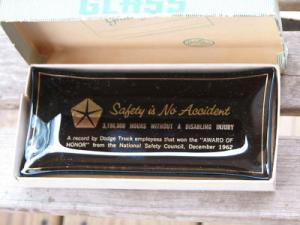 GLASS
Safety is No Accident
3,100,000 HOURS WITHOUT A DISABLING INJURY
A record by Dodge Truck employees that won the "AWARD OF
HONOR" from the National Safety Council, December 1962